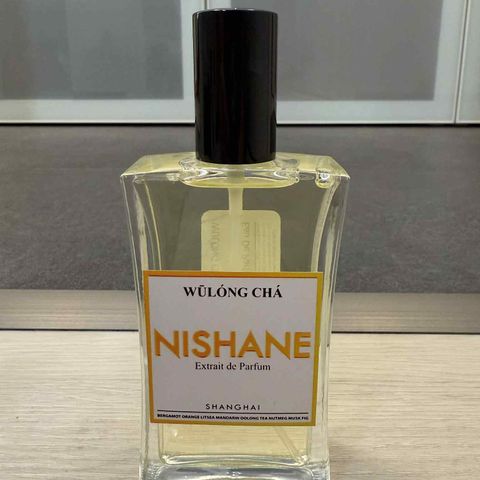 WŪLÓNG CHÁ
NISHANE
Extrait de Parfum
SHANGHAI
BERGAMOT ORANGE LITSEA MANDARIN OOLONG TEA NUTMEG MUSK FIG